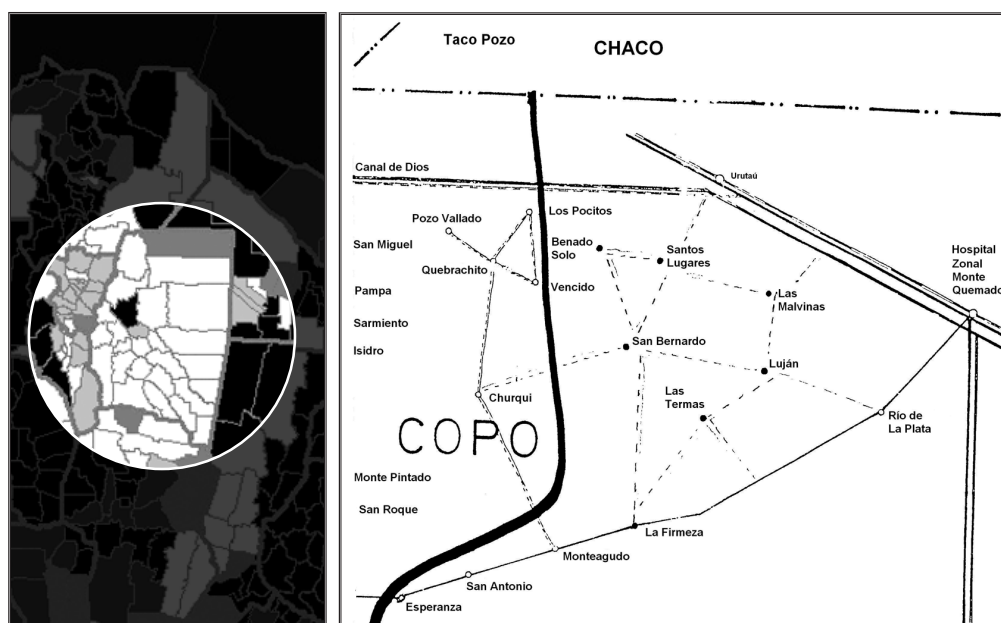 Taco Pozo
CHACO
Canal de Dios
Urutaú
Los Pocitos
Pozo Vallado
San Miguel
Benado
Solo
Santos
Lugares
Hospital
Zonal
Monte
Quemado
Quebrachito
Vencido
Pampa
Las
Malvinas
Sarmiento
San Bernardo
Isidro
Luján
Churqui
Las
Termas
Río de
La Plata
COPO
Monte Pintado
San Roque
La Firmeza
Monteagudo
San Antonio
Esperanza